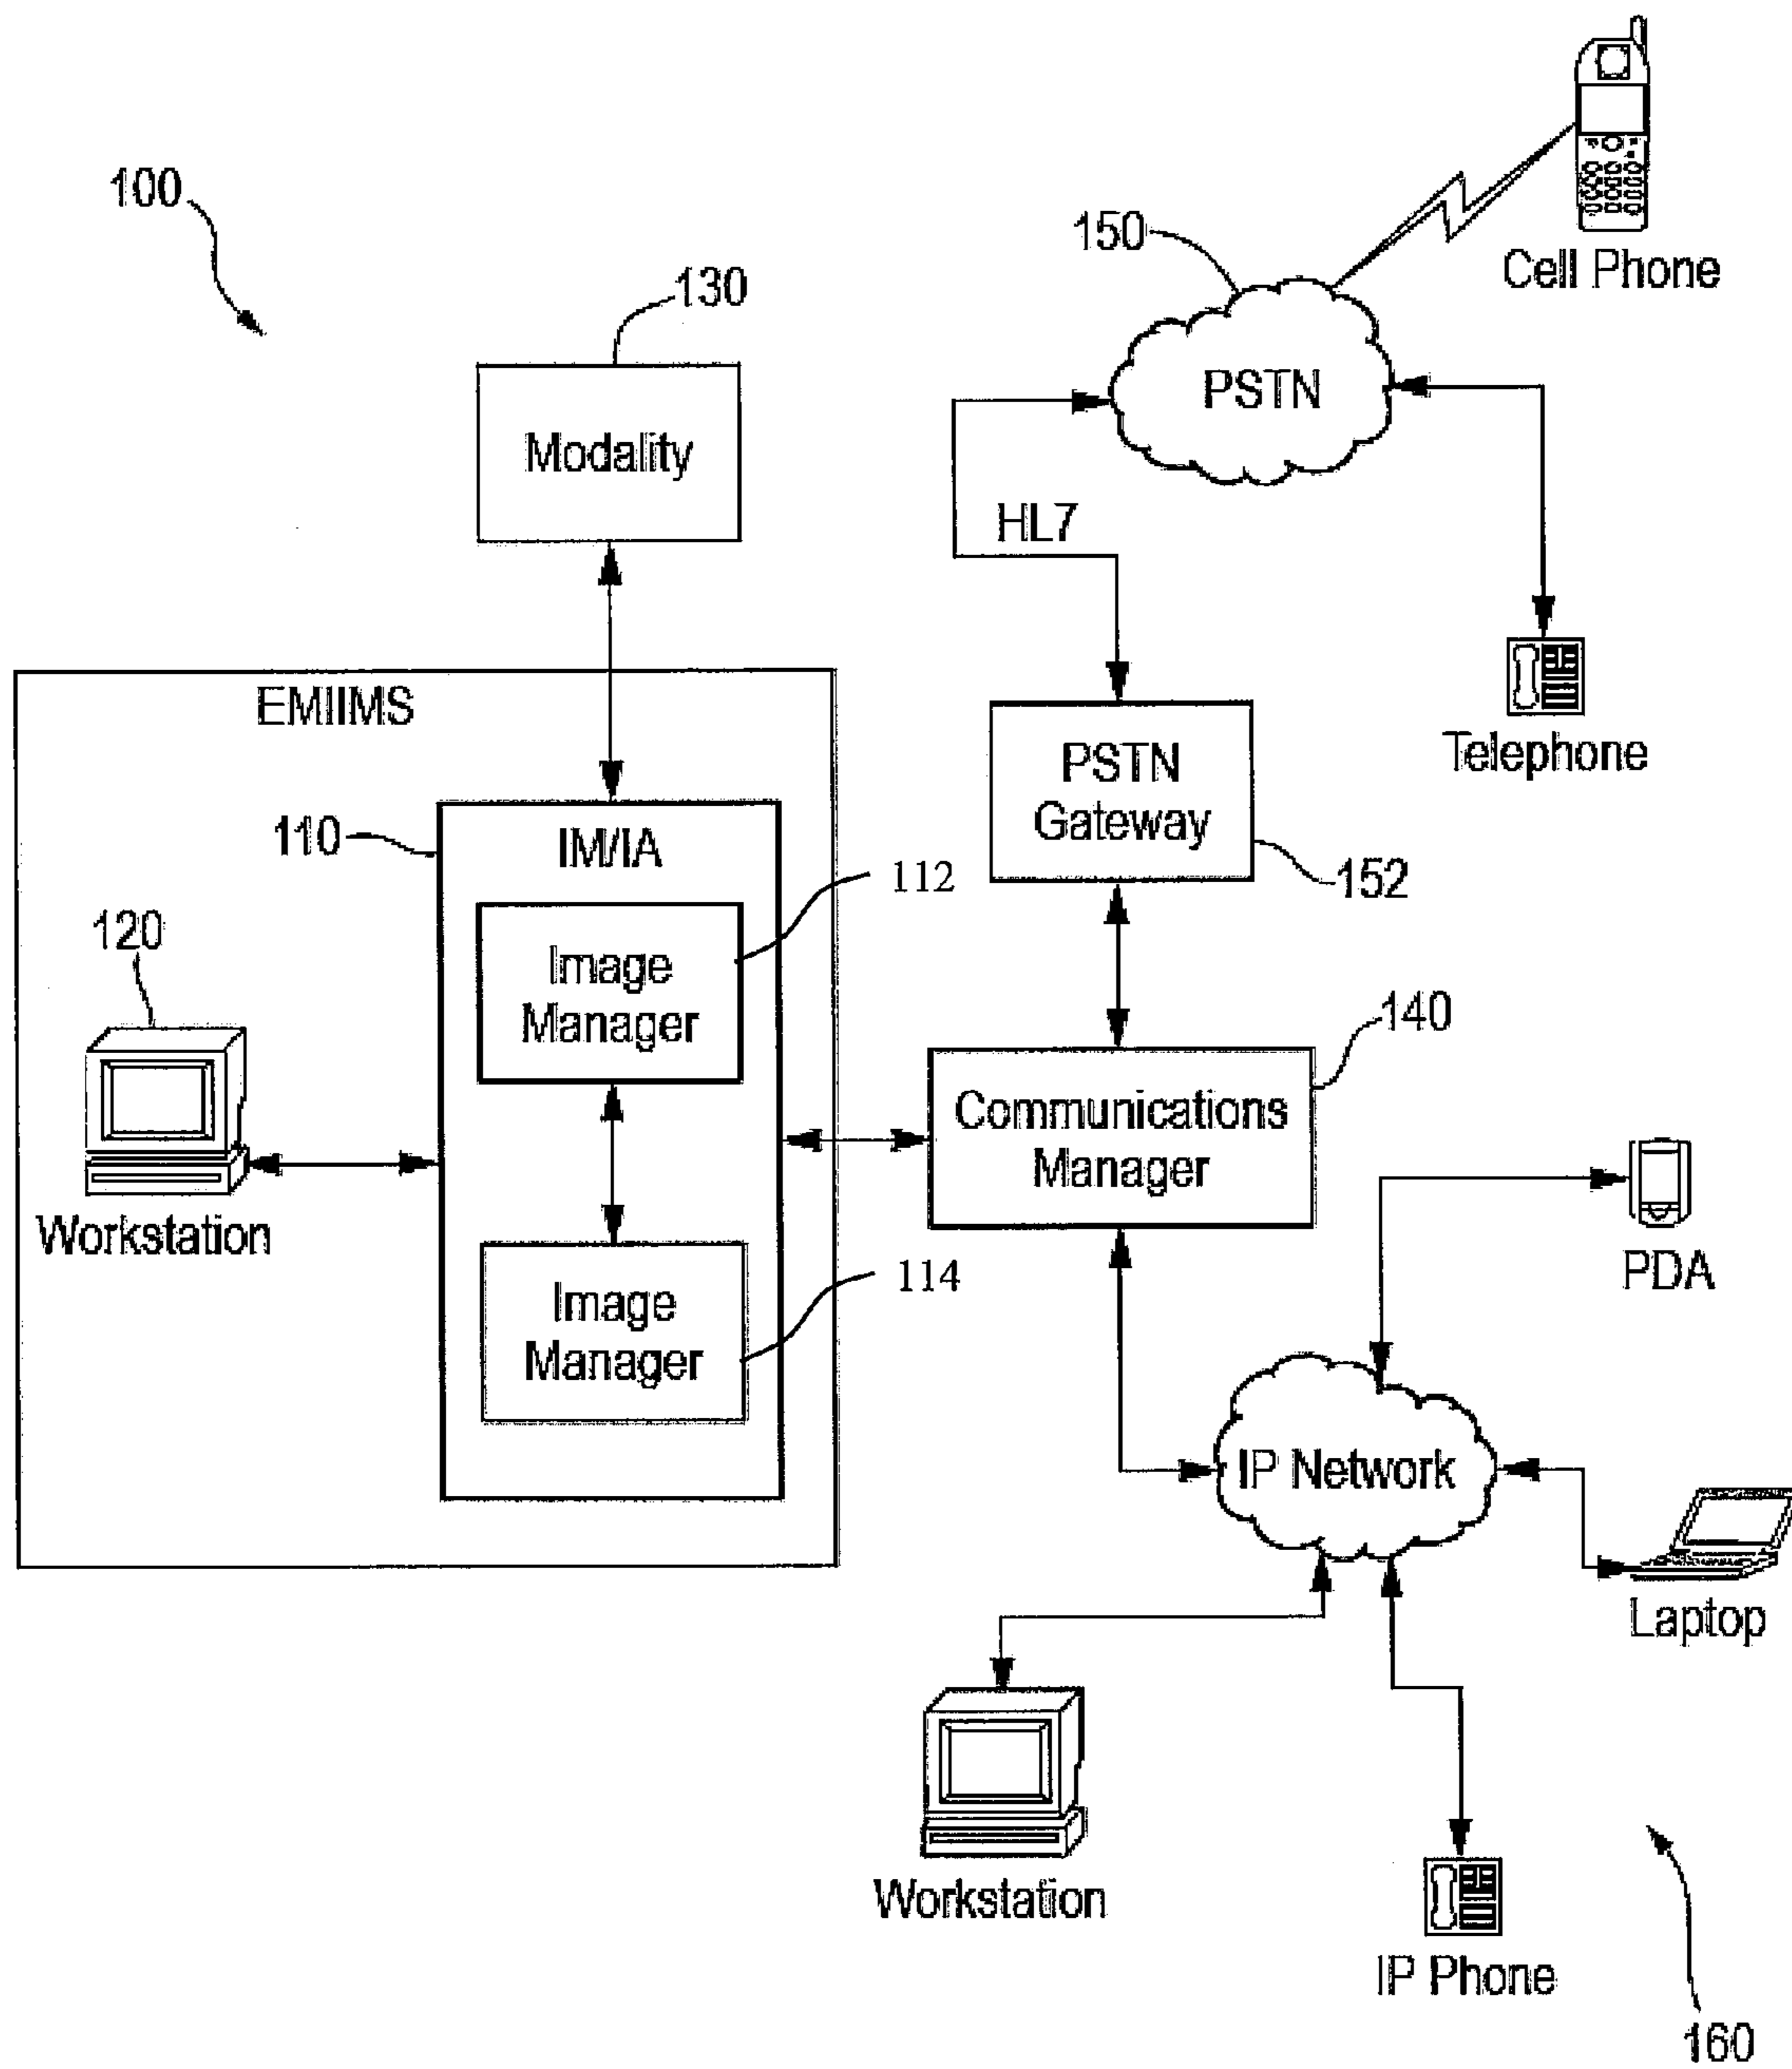 100
130
Modality
150
PSTN
Cell Phone
HL7
Telephone
EMIIMS
110
IM/IA
112
Image
Manager
120
Workstation
Image
Manager
114
PSTN
Gateway
152
140
Communications
Manager
PDA
IP Network
Laptop
Workstation
IP Phone
160